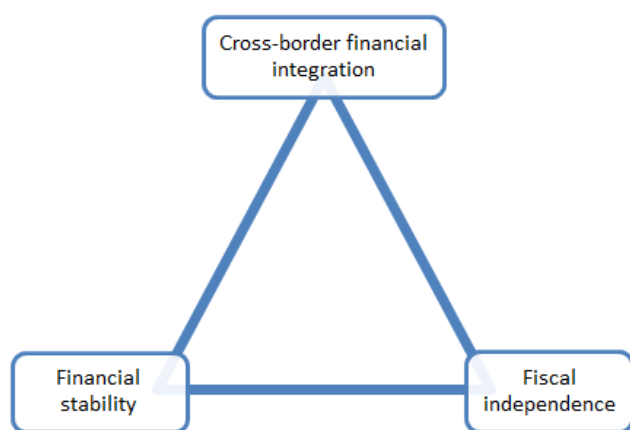 Cross-border financial
integration
Financial
stability
Fiscal
independence